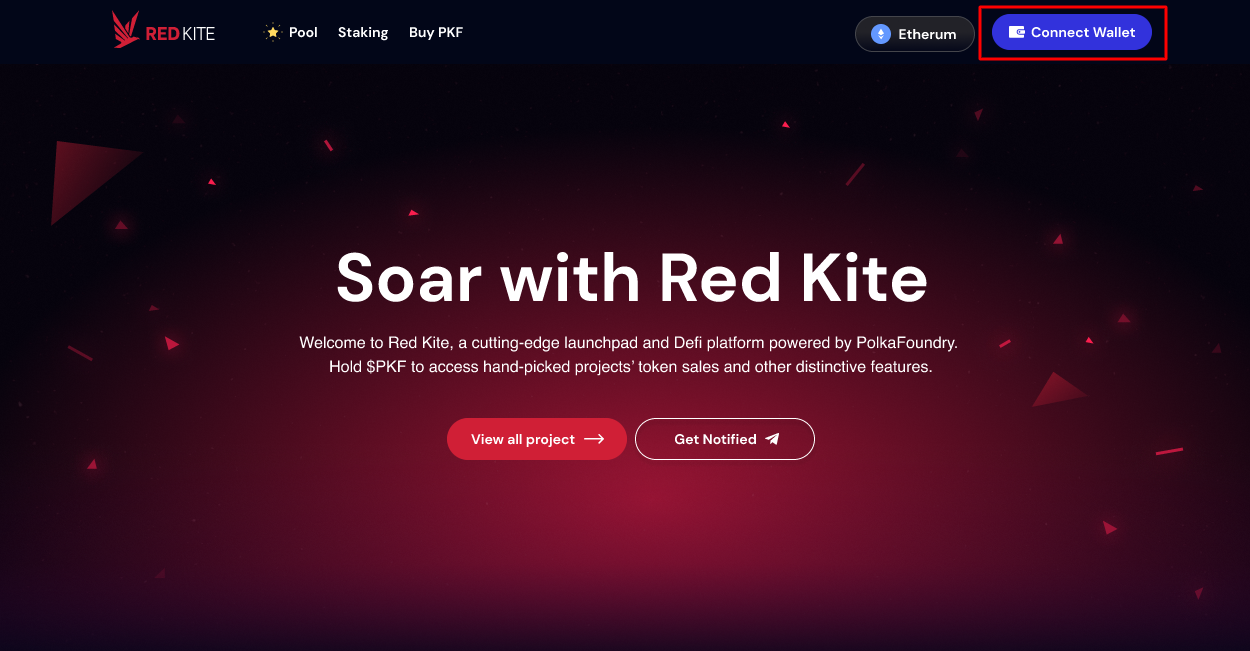 RED KITE
Pool
Staking
Buy PKF
Etherum
Connect Wallet
Soar with Red Kite
Welcome to Red Kite, a cutting-edge launchpad and Defi platform powered by PolkaFoundry.
Hold $PKF to access hand-picked projects’ token sales and other distinctive features.
View all project
Get Notified